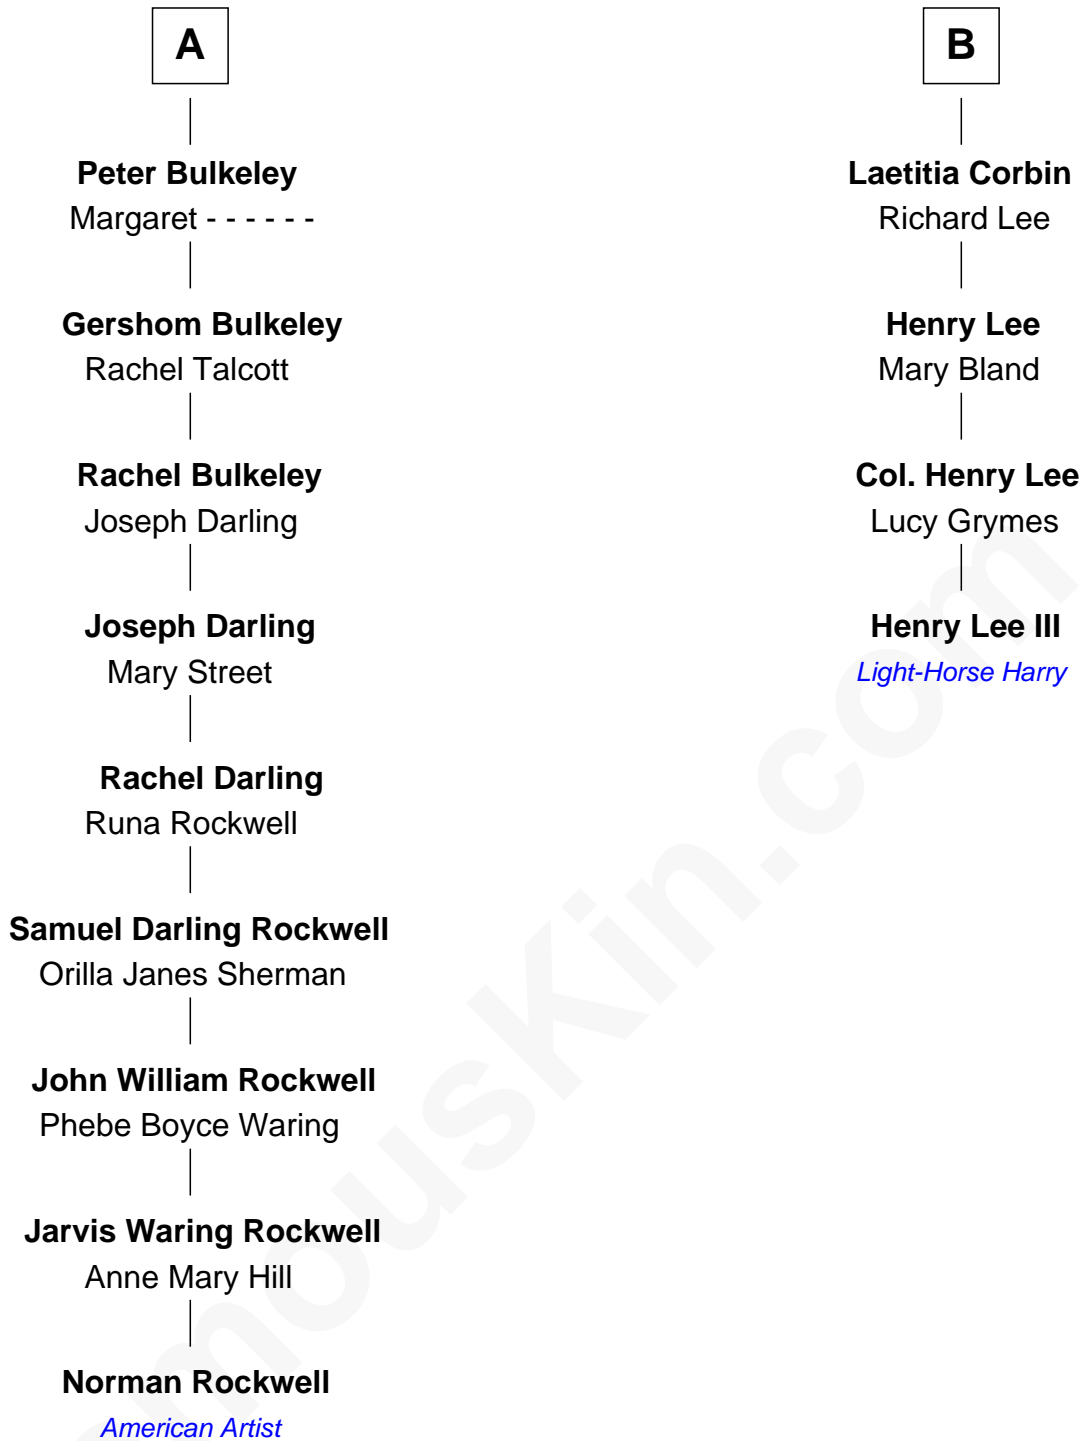 A
Peter Bulkeley
Margaret - - - - - -
Gershom Bulkeley
Rachel Talcott
Rachel Bulkeley
Joseph Darling
Joseph Darling
Mary Street
Rachel Darling
Runa Rockwell
Samuel Darling Rockwell
Orilla Janes Sherman
John William Rockwell
Phebe Boyce Waring
Jarvis Waring Rockwell
Anne Mary Hill
Norman Rockwell
American Artist
B
Laetitia Corbin
Richard Lee
Henry Lee
Mary Bland
Col. Henry Lee
Lucy Grymes
Henry Lee III
Light-Horse Harry
mouskin.com